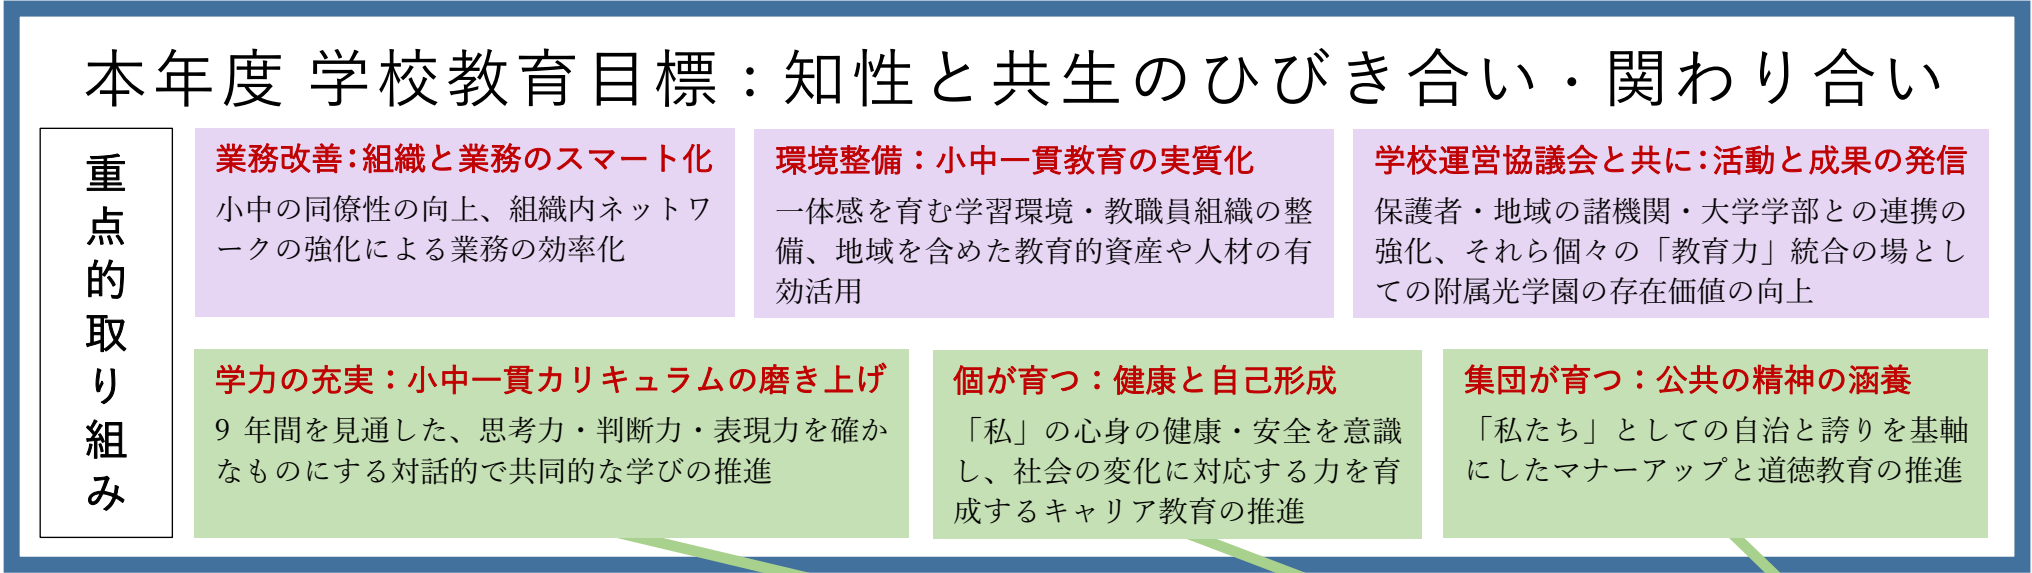 本年度 学校教育目標：知性と共生のひびき合い・関わり合い
重点的取り組み
業務改善：組織と業務のスマート化
小中の同僚性の向上、組織内ネットワ
ークの強化による業務の効率化
環境整備：小中一貫教育の実質化
一体感を育む学習環境・教職員組織の整
備、地域を含めた教育的資産や人材の有
効活用
学校運営協議会と共に：活動と成果の発信
保護者・地域の諸機関・大学学部との連携の
強化、それら個々の「教育力」統合の場とし
ての附属光学園の存在価値の向上
学力の充実：小中一貫カリキュラムの磨き上げ
9 年間を見通した、思考力・判断力・表現力を確か
なものにする対話的で共同的な学びの推進
個が育つ：健康と自己形成
「私」の心身の健康・安全を意識
し、社会の変化に対応する力を育
成するキャリア教育の推進
集団が育つ：公共の精神の涵養
「私たち」としての自治と誇りを基軸
にしたマナーアップと道徳教育の推進